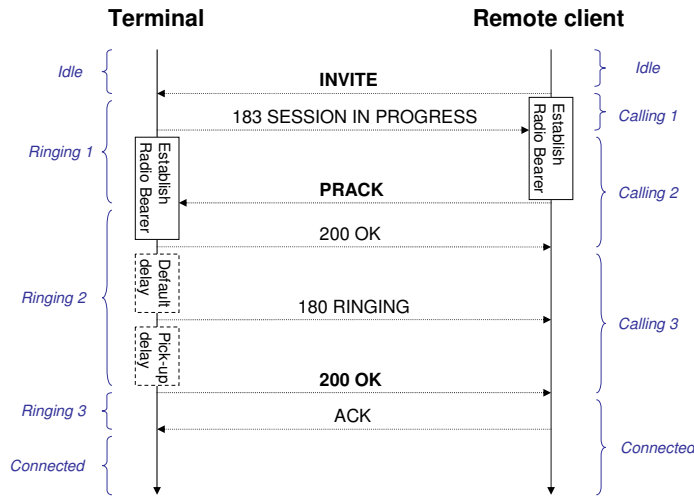 Terminal
Remote client
Idle
Idle
INVITE
183 SESSION IN PROGRESS
Calling 1
Ringing 1
Establish
Radio Bearer
Establish
Radio Bearer
PRACK
Calling 2
200 OK
Default
delay
Ringing 2
180 RINGING
Calling 3
Pick-up
delay
200 OK
Ringing 3
ACK
Connected
Connected